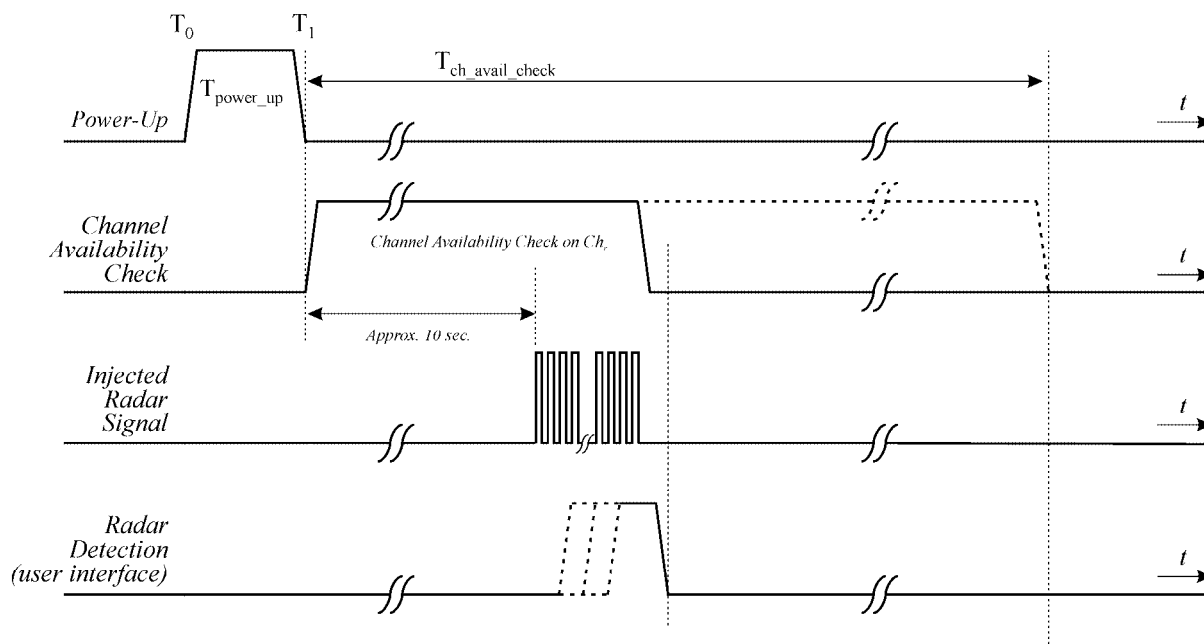 T0 T1
Tch_avail_check
Tpower_up
Power-Up
t
Channel
Availability
Check
Channel Availability Check on Chr
t
Approx. 10 sec.
Injected
Radar
Signal
t
Radar
Detection
(user interface)
t